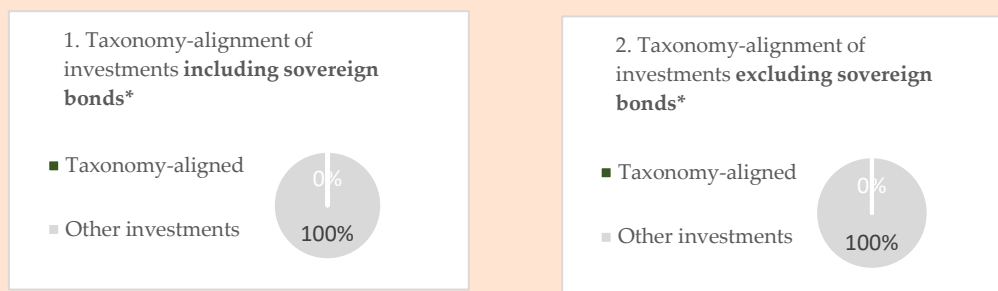 1. Taxonomy-alignment of
investments including sovereign
bonds*
Taxonomy-aligned
0%
Other investments
100%
2. Taxonomy-alignment of
investments excluding sovereign
bonds*
Taxonomy-aligned
0%
Other investments
100%